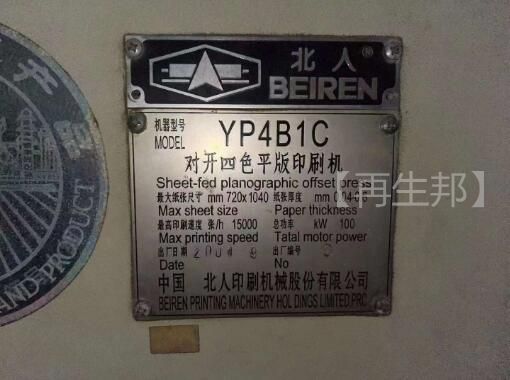 北人®
BEIREN
机器型号
MODEL
YP4B1C
对开四色平版印刷机
Sheet-fed planographic offset press
最大纸张尺寸 mm 720x1040 纸张厚度 mm
Max sheet size Paper thickness
最高印刷速度 张/h 15000 总功率 kW 100
Max printing speed Tatal motor power
出厂日期 出厂编号
Date No
中国 北人印刷机械股份有限公司
BEIREN PRINTING MACHINERY HOLDINGS LIMITED,PRC
【再生邦】
AND PRODUCT